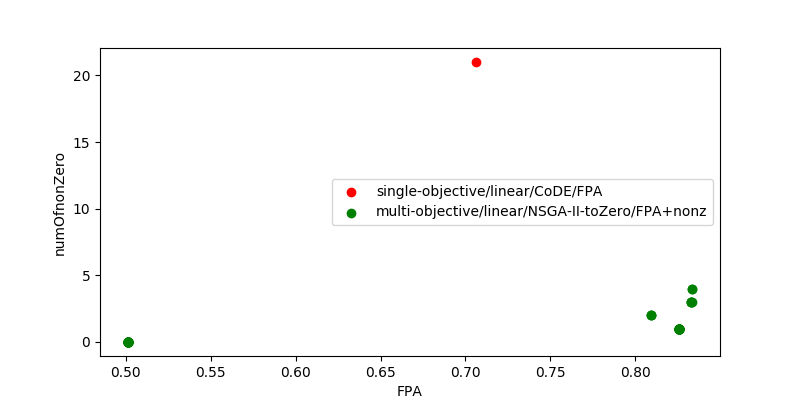 20
15
10
5
0
numOfnonZero
single-objective/linear/CoDE/FPA
multi-objective/linear/NSGA-II-toZero/FPA+nonz
0.50 0.55 0.60 0.65 0.70 0.75 0.80
FPA